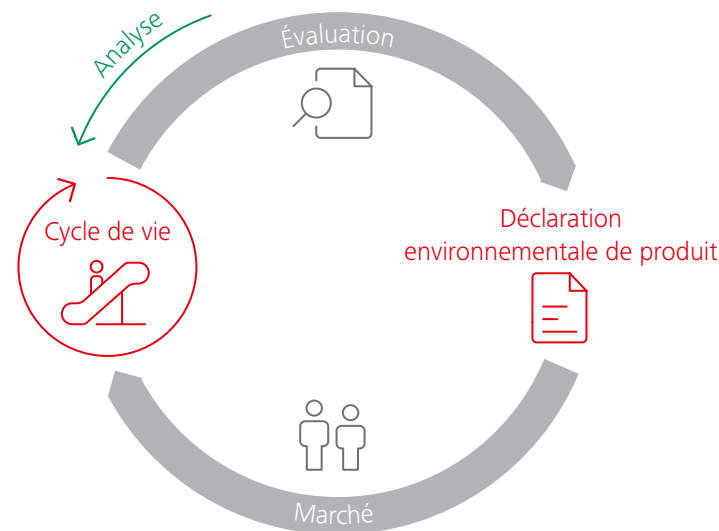 Analyse
Évaluation
Cycle de vie
Déclaration
environnementale de produit
Marché